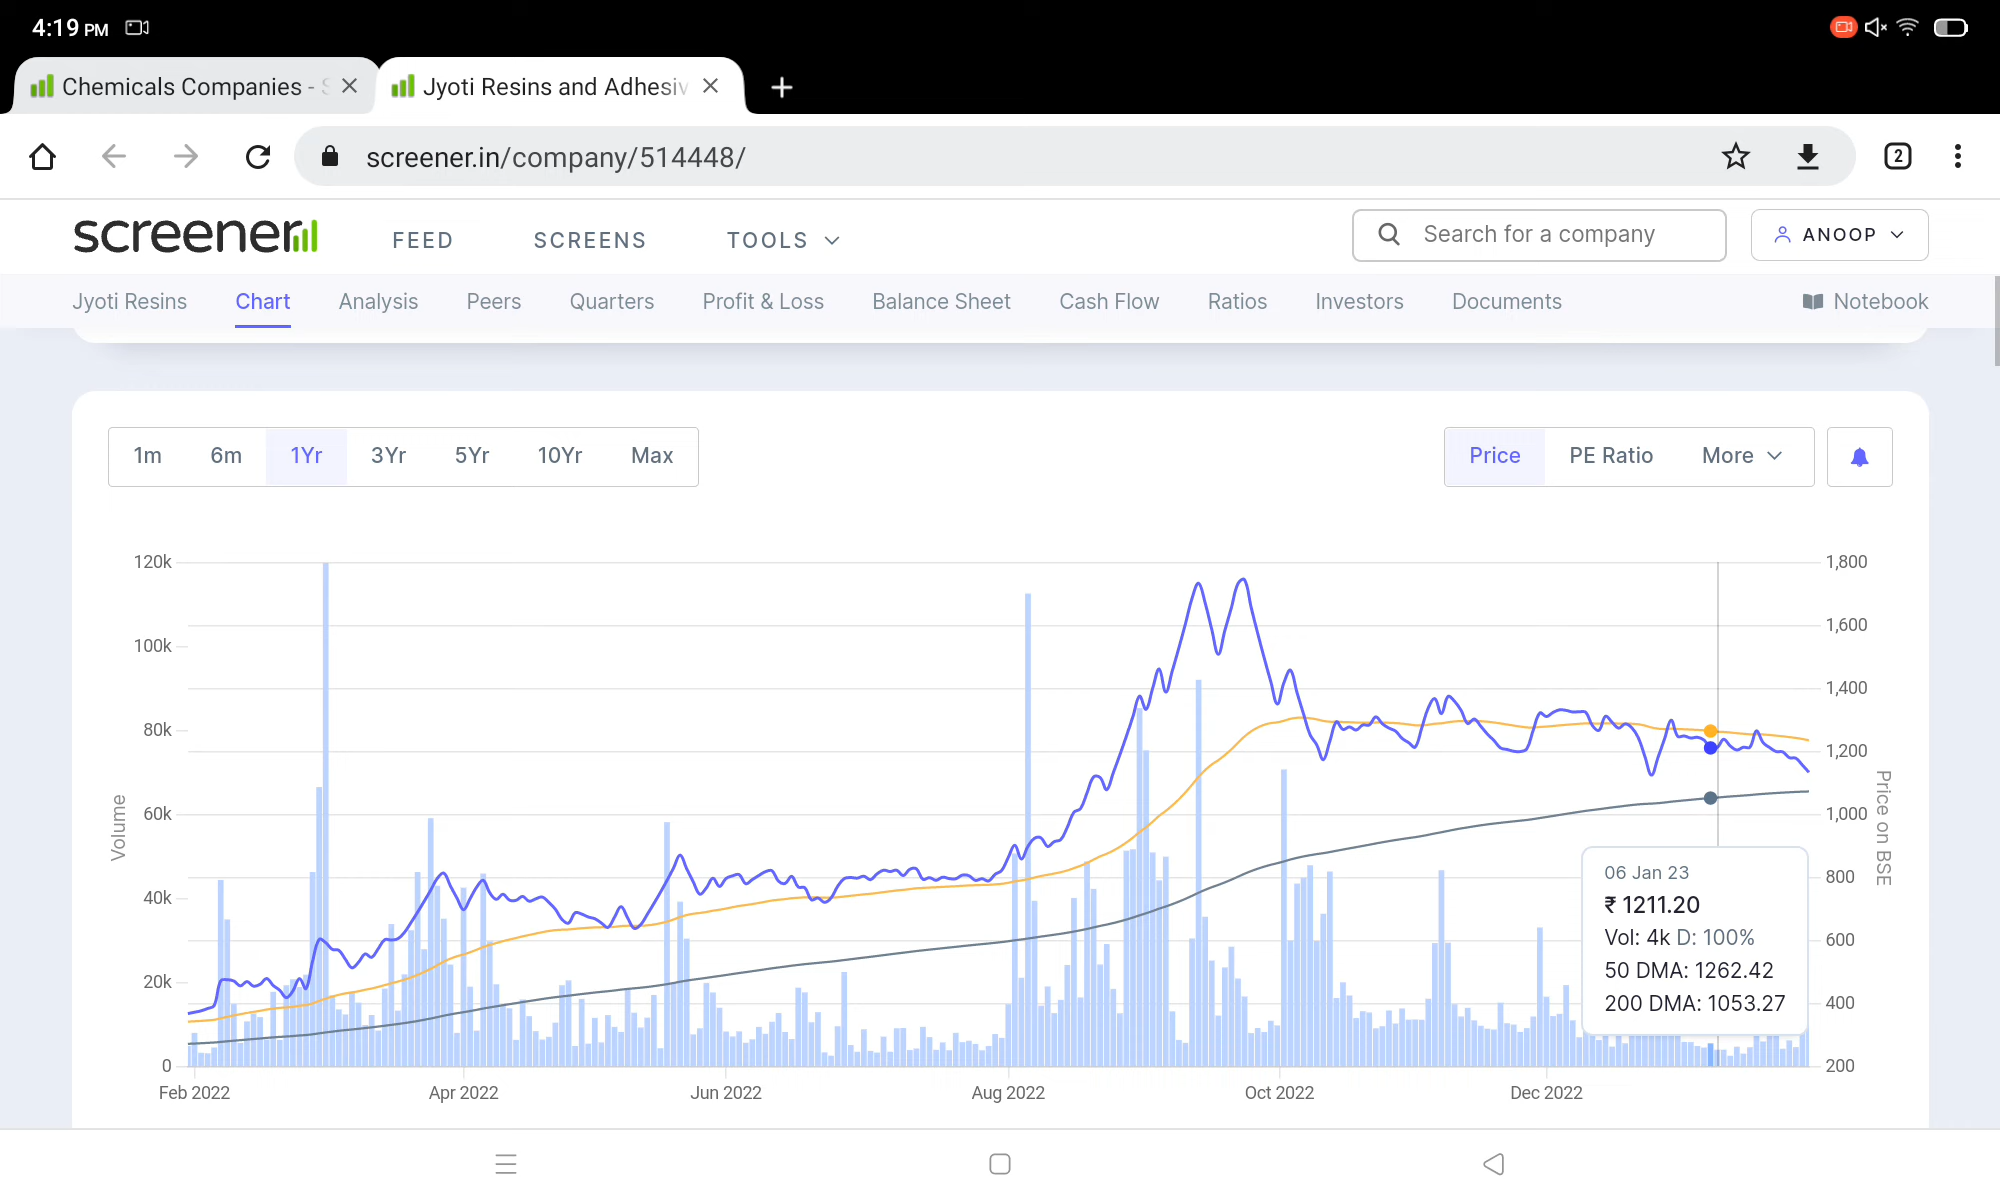 4:19 PM
Chemicals Companies - S
Jyoti Resins and Adhesiv
screener.in/company/514448/
2
screener
FEED
SCREENS
TOOLS
Search for a company
ANOOP
Jyoti Resins
Chart
Analysis
Peers
Quarters
Profit & Loss
Balance Sheet
Cash Flow
Ratios
Investors
Documents
Notebook
1m
6m
1Yr
3Yr
5Yr
10Yr
Max
Price
PE Ratio
More
120k
100k
80k
60k
40k
20k
0
Volume
1,800
1,600
1,400
1,200
1,000
800
600
400
200
Price on BSE
06 Jan 23
₹ 1211.20
Vol: 4k D: 100%
50 DMA: 1262.42
200 DMA: 1053.27
Feb 2022
Apr 2022
Jun 2022
Aug 2022
Oct 2022
Dec 2022